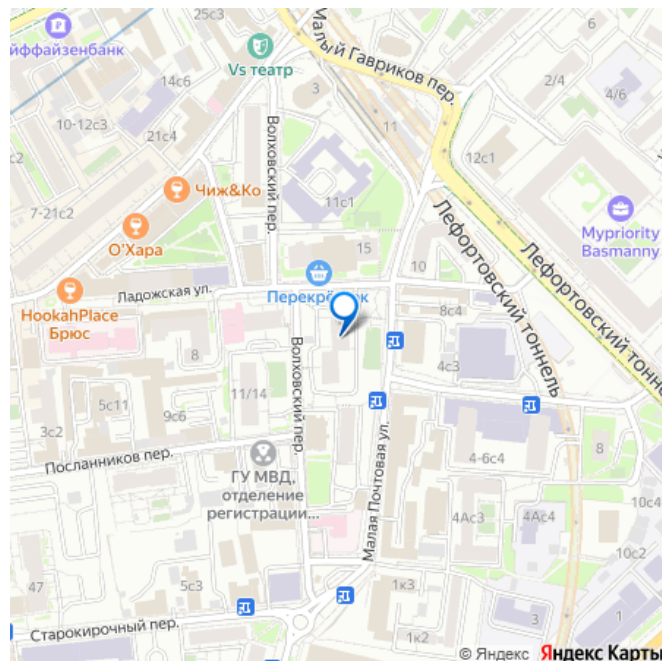 25с3
йффайзенбанк
Малый Гавриков пер.
Vs театр
14с6
3
2/4
4/6
10-12с3
21с4
11
12с1
Волховский пер.
Чиж&Ко
11с1
7-21с2
О'Хара
Mypriority
Basmanny
15
10
Лефортовский тоннель
Лефортовский тонне
Перекрёсток
Ладожская ул.
HookahPlace
Брюс
8с4
8
4с3
Волховский пер.
11/14
5с11
9с6
3с2
Посланников пер.
ГУ МВД,
отделение
регистрации...
Малая Почтовая ул.
4-6с4
8
10с4
4Ас3
4Ас4
10с2
47
5с3
1к3
3
1
Старокирочный пер.
1к2
© Яндекс Яндекс Карты